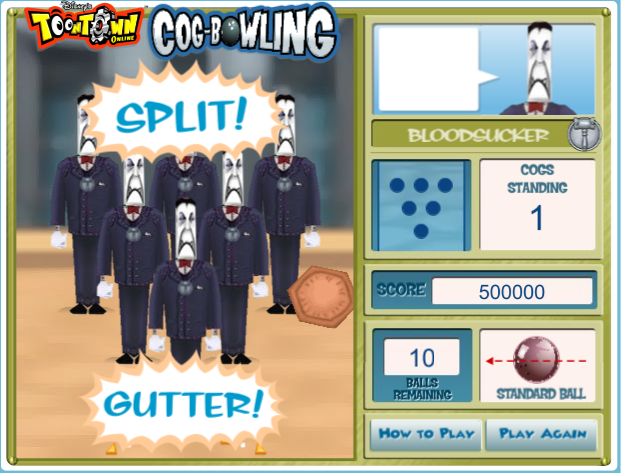 Disney's
TOONTOWN
ONLINE
COG-BOWLING
SPLIT!
GUTTER!
BLOODSUCKER
COGS
STANDING
1
SCORE 500000
10
BALLS
REMAINING
STANDARD BALL
HOW TO PLAY
PLAY AGAIN